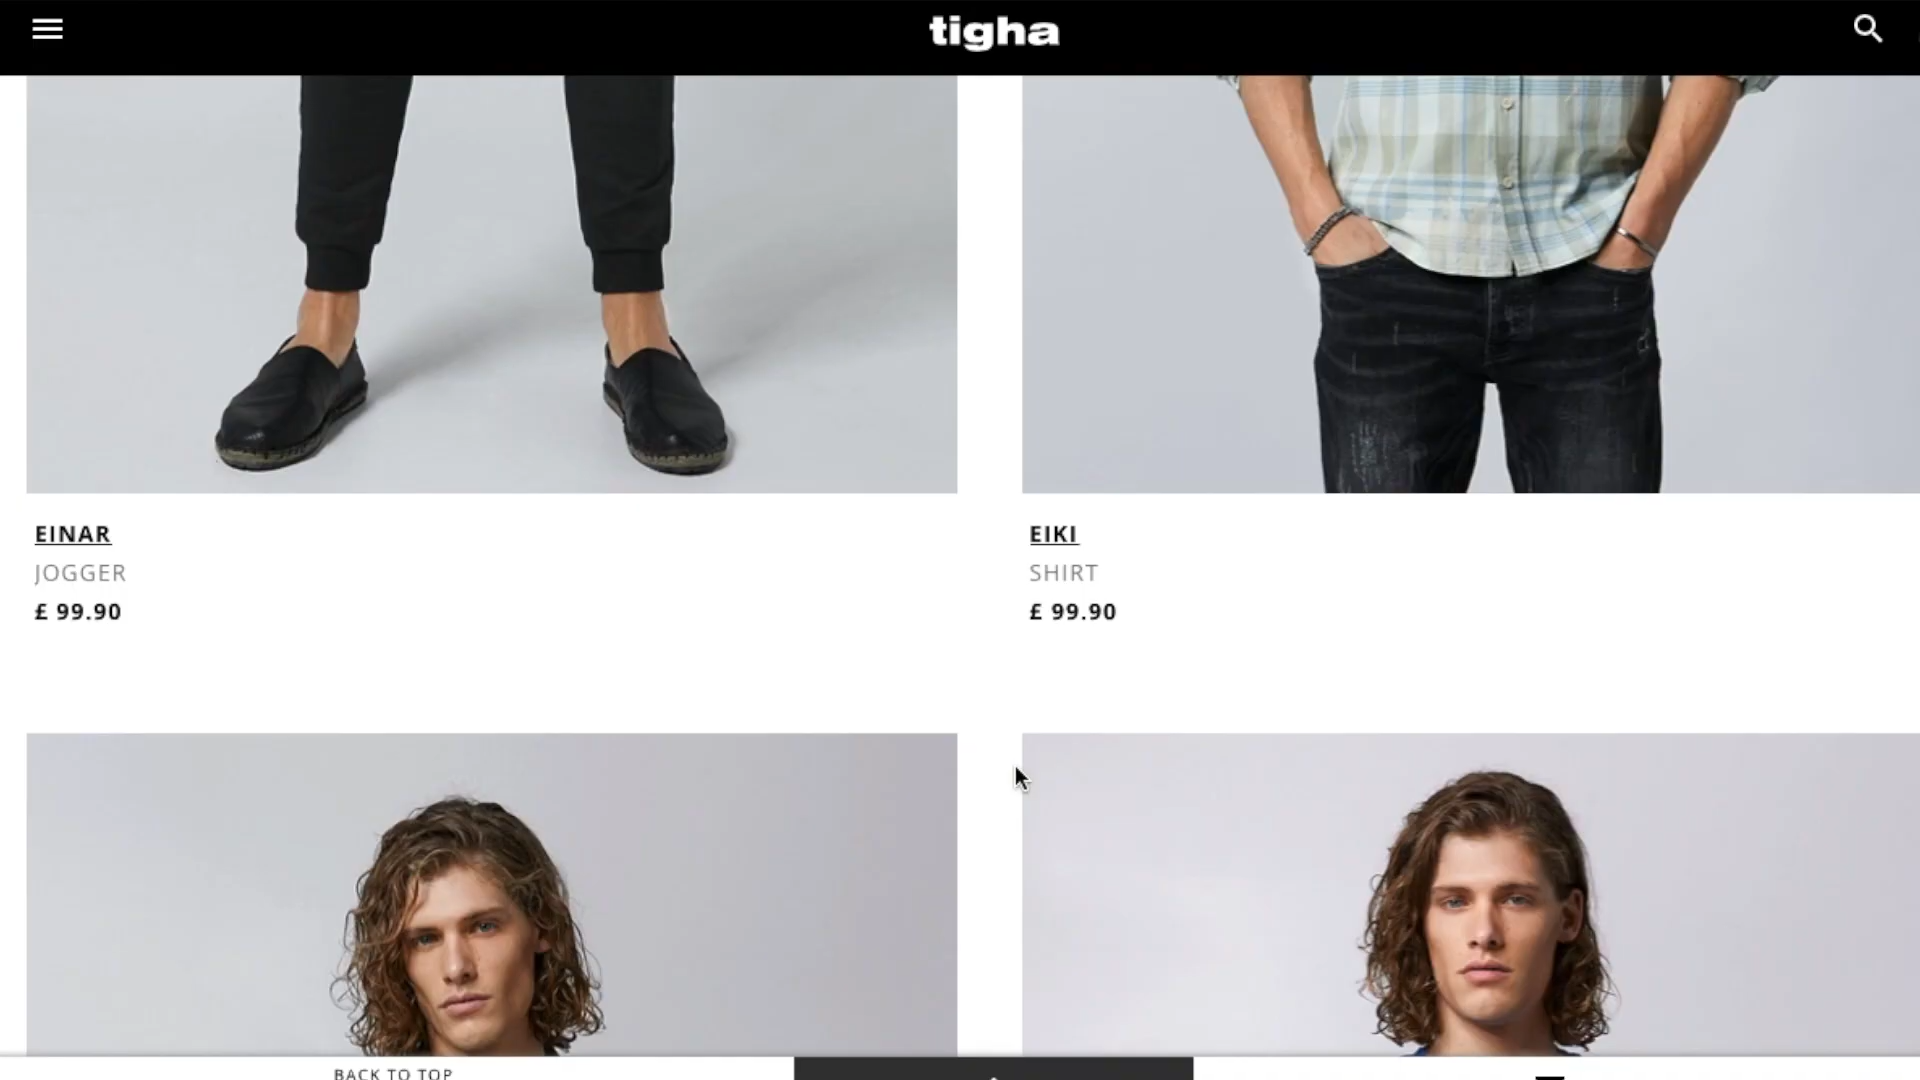 tigha
EINAR
JOGGER
£ 99.90
EIKI
SHIRT
£ 99.90
BACK TO TOP